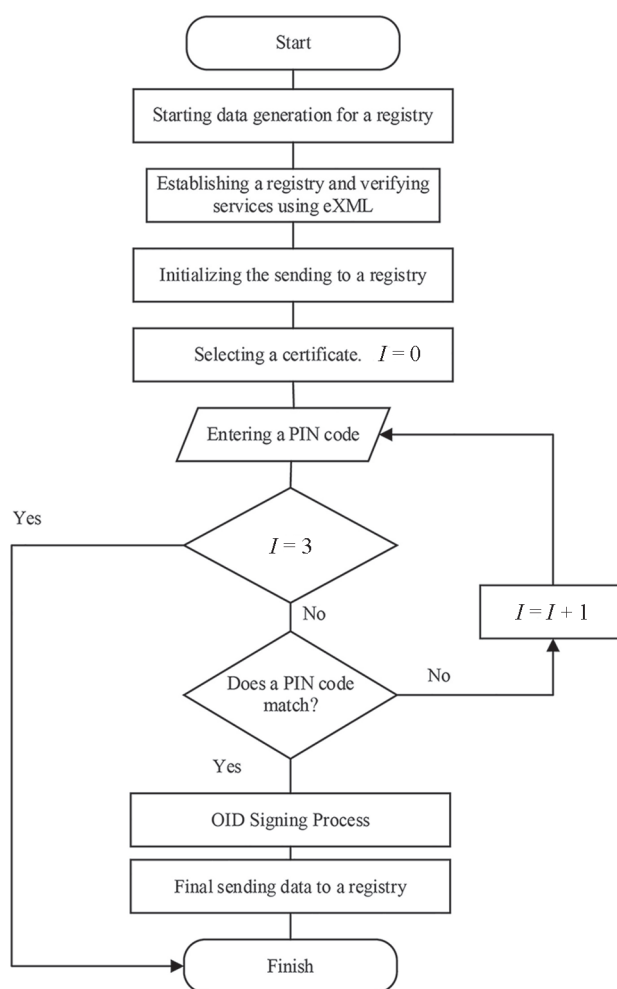 Start
Starting data generation for a registry
Establishing a registry and verifying
services using eXML
Initializing the sending to a registry
Selecting a certificate. I = 0
Entering a PIN code
Yes
I = 3
No
I = I + 1
Does a PIN code
match?
No
Yes
OID Signing Process
Final sending data to a registry
Finish